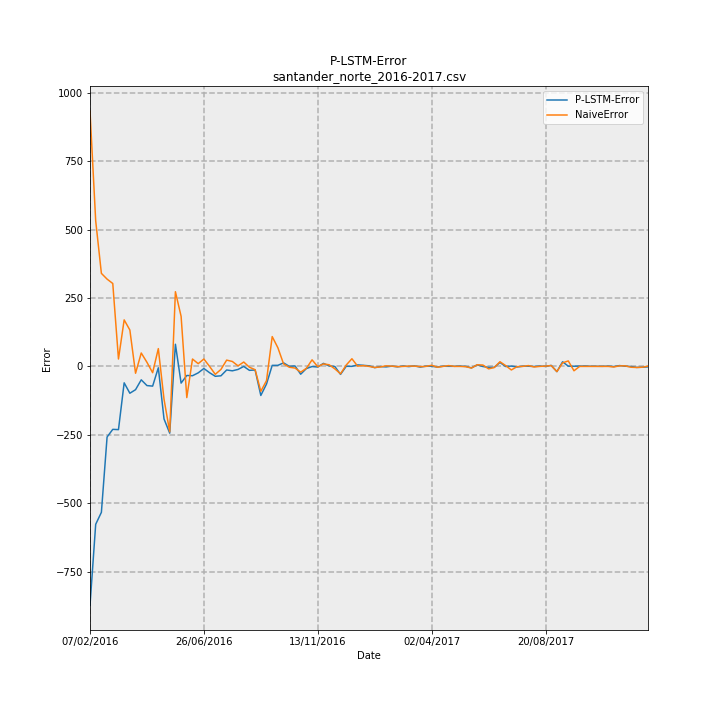 P-LSTM-Error
santander_norte_2016-2017.csv
P-LSTM-Error
NaiveError
1000
750
500
250
0
−250
−500
−750
Error
07/02/2016 26/06/2016 13/11/2016 02/04/2017 20/08/2017
Date